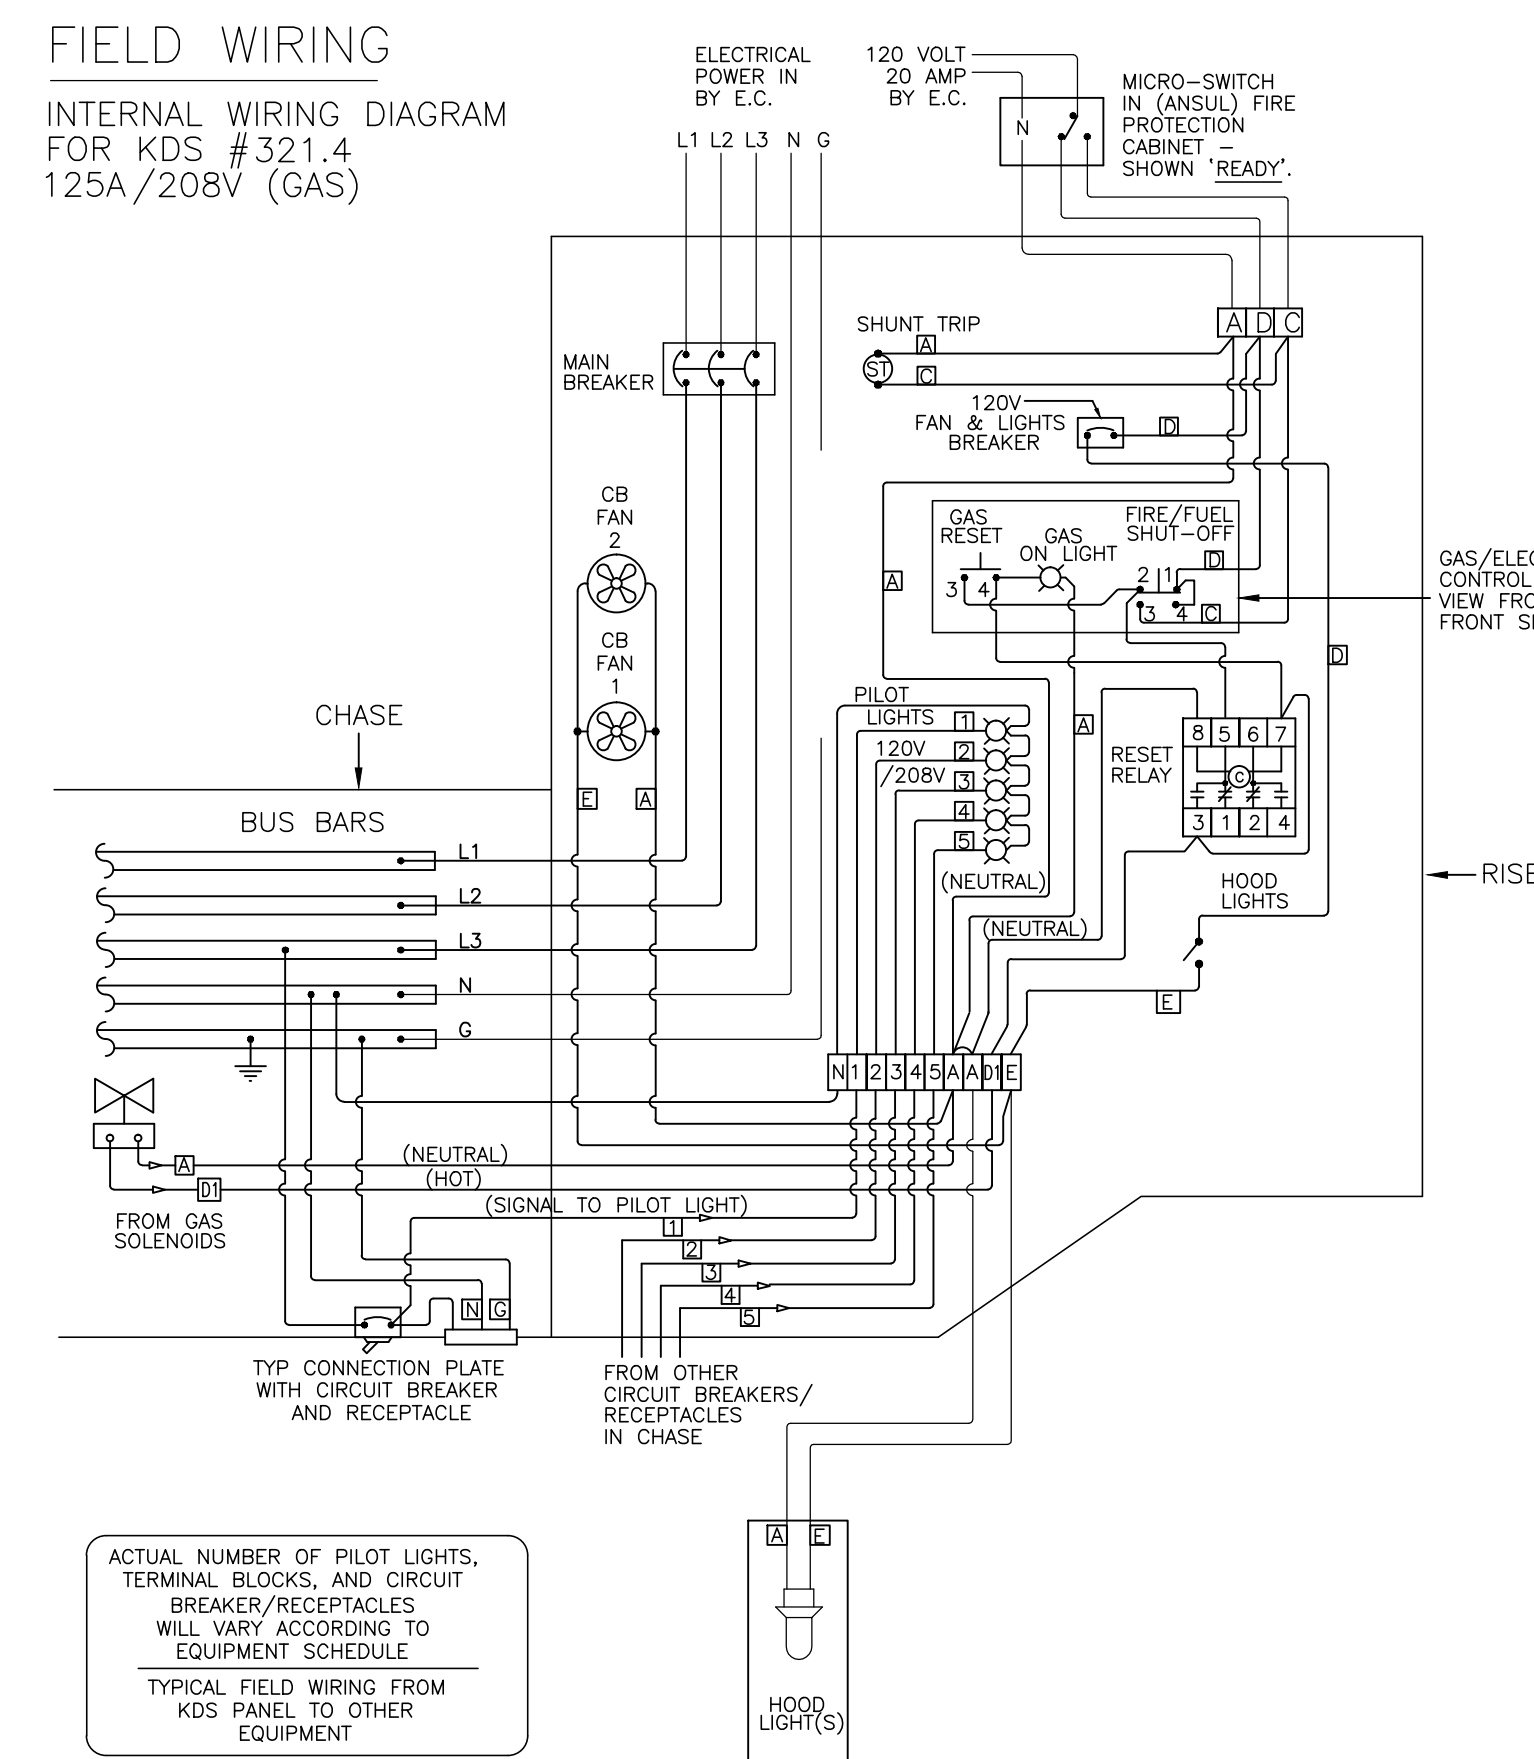 FIELD WIRING
INTERNAL WIRING DIAGRAM
FOR KDS #321.4
125A/208V (GAS)
ELECTRICAL
POWER IN
BY E.C.
L1 L2 L3 N G
120 VOLT
20 AMP
BY E.C.
N
MICRO-SWITCH
IN (ANSUL) FIRE
PROTECTION
CABINET -
SHOWN 'READY'.
A D C
SHUNT TRIP
ST
A
C
MAIN
BREAKER
120V
FAN & LIGHTS
BREAKER
D
CB
FAN
2
CB
FAN
1
E
A
GAS
RESET
3 4
GAS
ON LIGHT
FIRE/FUEL
SHUT-OFF
2 1
3 4
D
C
A
GAS/ELEC
CONTROL
VIEW
FRONT
D
A
PILOT
LIGHTS
120V
/208V
1
2
3
4
5
(NEUTRAL)
(NEUTRAL)
RESET
RELAY
8 5 6 7
C
3 1 2 4
HOOD
LIGHTS
E
CHASE
BUS BARS
L1
L2
L3
N
G
N 1 2 3 4 5 A A D1 E
A
(NEUTRAL)
D1
(HOT)
FROM GAS
SOLENOIDS
(SIGNAL TO PILOT LIGHT)
1
2
3
4
5
N G
TYP CONNECTION PLATE
WITH CIRCUIT BREAKER
AND RECEPTACLE
FROM OTHER
CIRCUIT BREAKERS/
RECEPTACLES
IN CHASE
A E
HOOD
LIGHT(S)
ACTUAL NUMBER OF PILOT LIGHTS,
TERMINAL BLOCKS, AND CIRCUIT
BREAKER/RECEPTACLES
WILL VARY ACCORDING TO
EQUIPMENT SCHEDULE
TYPICAL FIELD WIRING FROM
KDS PANEL TO OTHER
EQUIPMENT